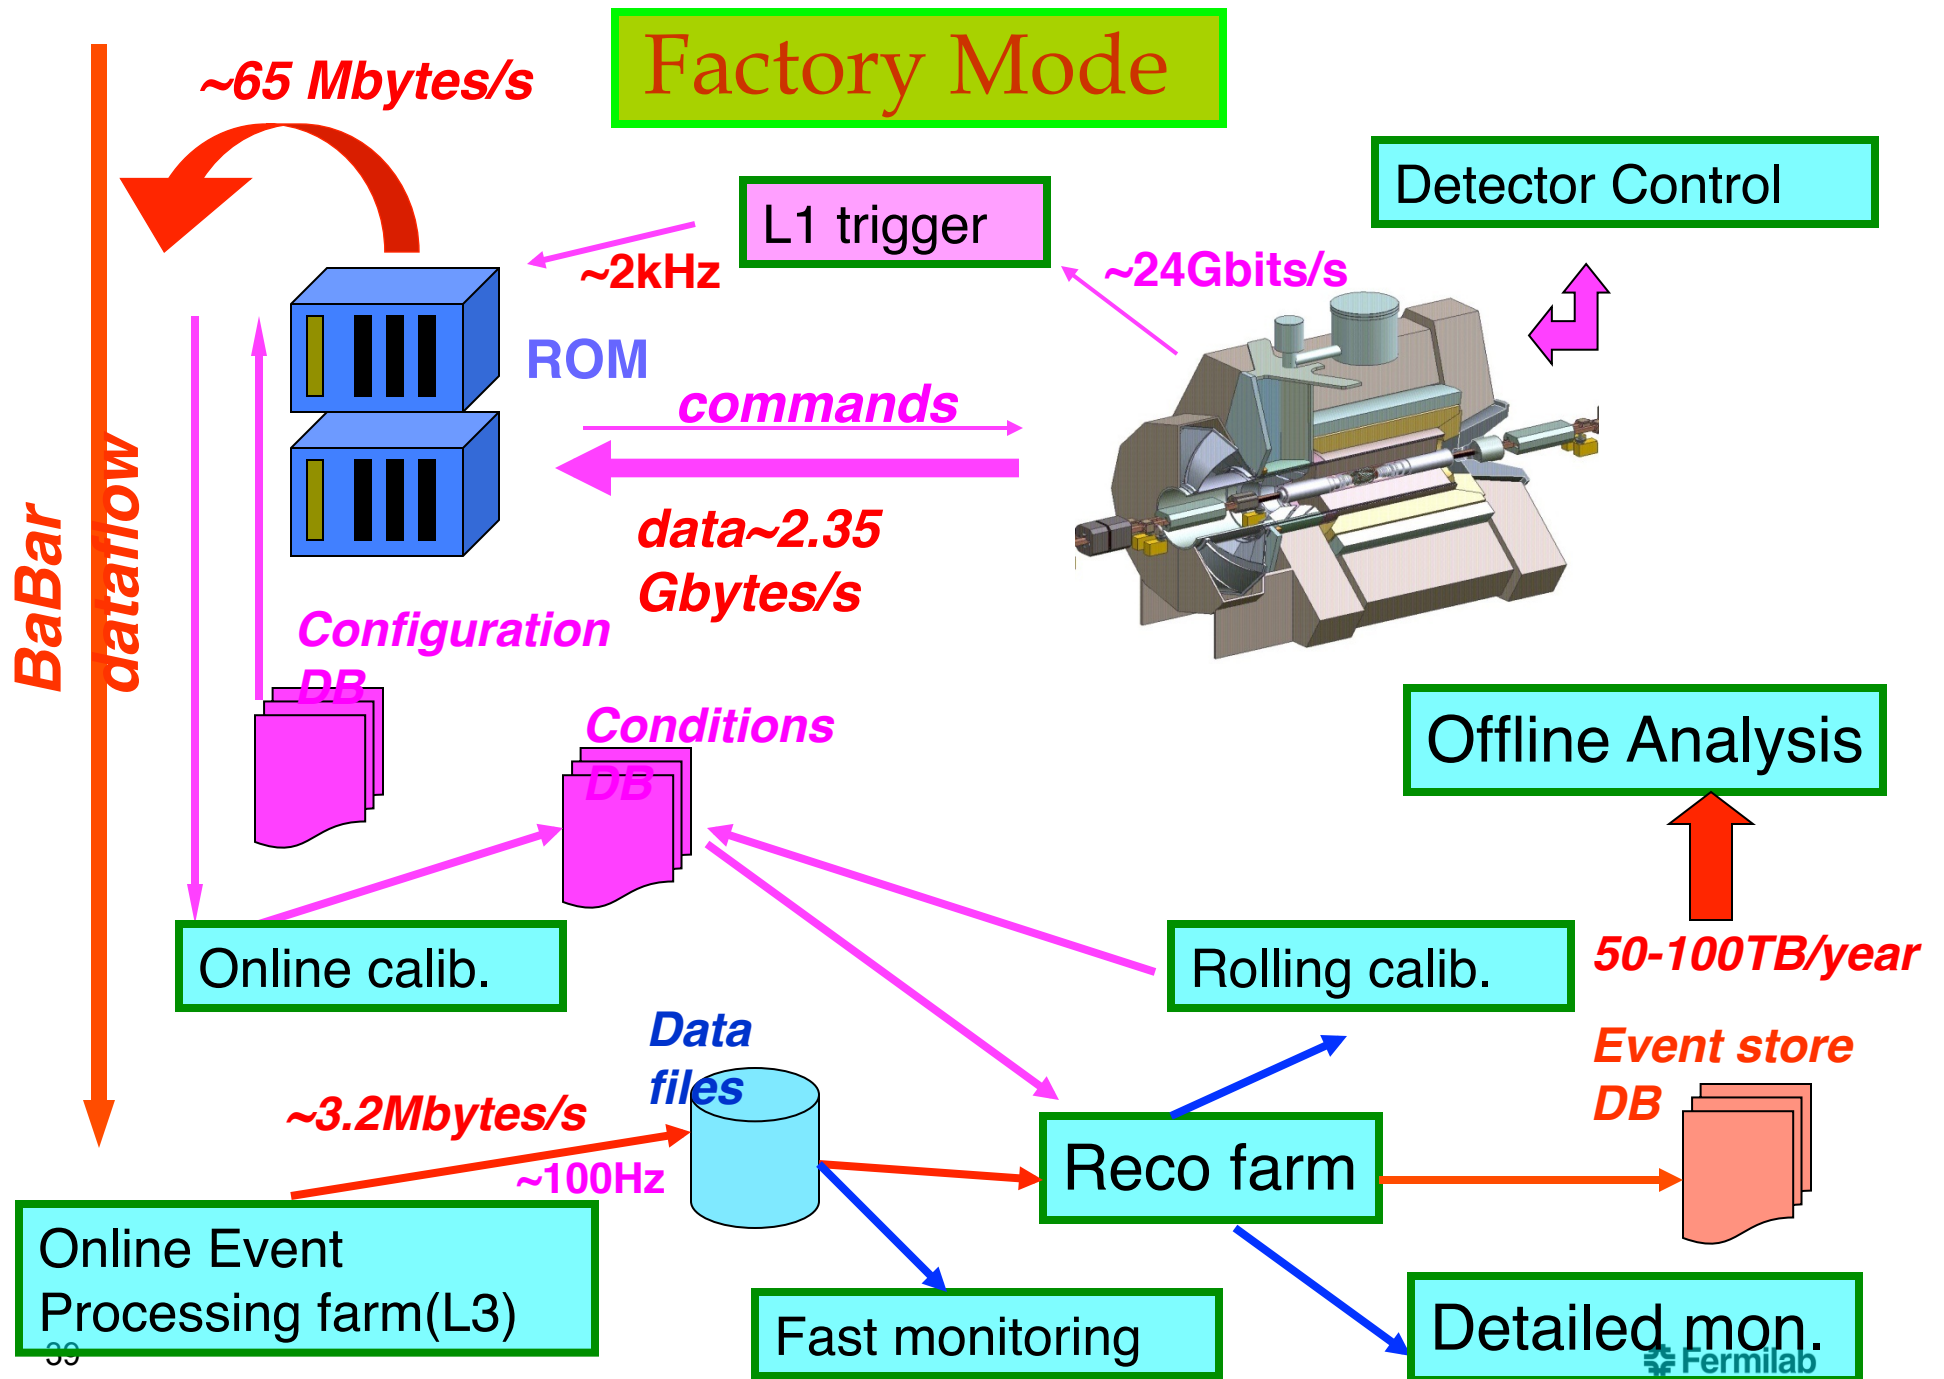 Factory Mode
~65 Mbytes/s
Detector Control
L1 trigger
~2kHz
~24Gbits/s
ROM
commands
data~2.35
Gbytes/s
BaBar
dataflow
Configuration
DB
Conditions
DB
Offline Analysis
Online calib.
Rolling calib.
50-100TB/year
Data
files
Event store
DB
~3.2Mbytes/s
~100Hz
Reco farm
Online Event
Processing farm(L3)
Fast monitoring
Detailed mon.
39
Fermilab